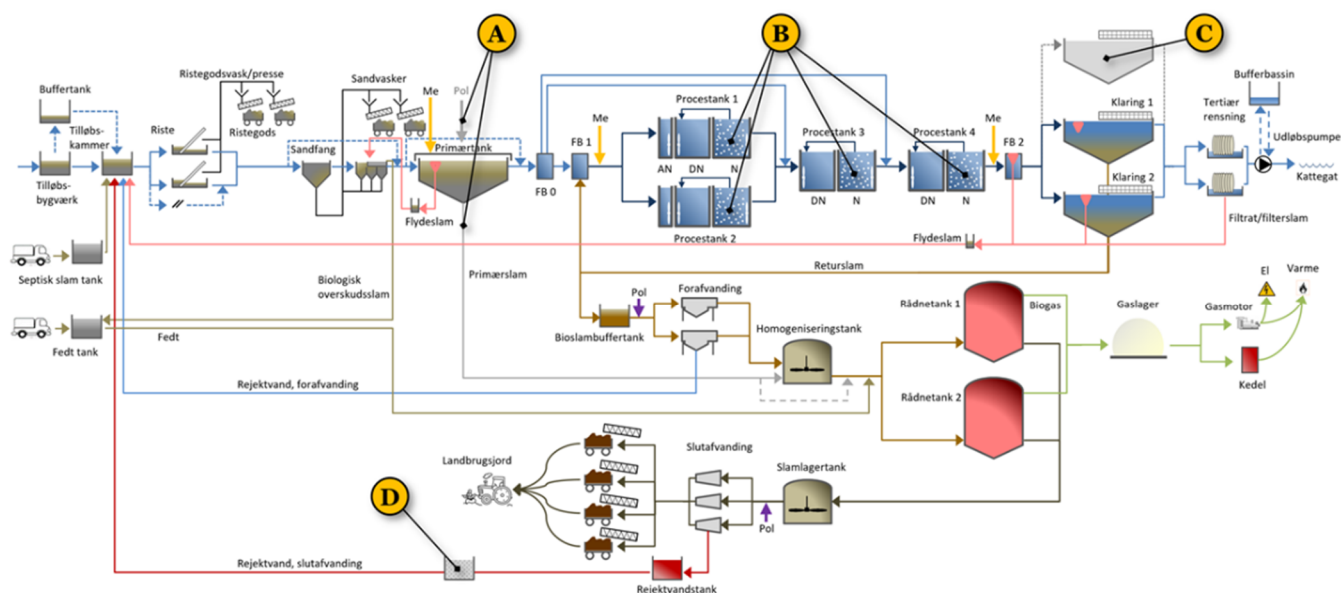 A
B
C
Ristegodsvask/presse
Sandvasker
Buffertank
Me
Pol
Bufferbassin
Tilløbs-
kammer
Riste
Ristegods
Sandfang
Primærtank
FB 1
Me
Procestank 1
Procestank 3
Procestank 4
Me
FB 2
Klaring 1
Tertiær
rensning
Udløbspumpe
Tilløbs-
bygværk
FB 0
AN
DN
N
Klaring 2
Kattegat
DN
N
DN
N
Flydeslam
Procestank 2
Flydeslam
Filtrat/filterslam
Septisk slam tank
Biologisk
overskudsslam
Primærslam
Returslam
El
Varme
Pol
Forafvanding
Rådnetank 1
Biogas
Gaslager
Gasmotor
Fedt tank
Fedt
Bioslambuffertank
Homogeniseringstank
Rejektvand, forafvanding
Rådnetank 2
Kedel
Landbrugsjord
Slutafvanding
Slamlagertank
D
Pol
Rejektvand, slutafvanding
Rejektvandstank